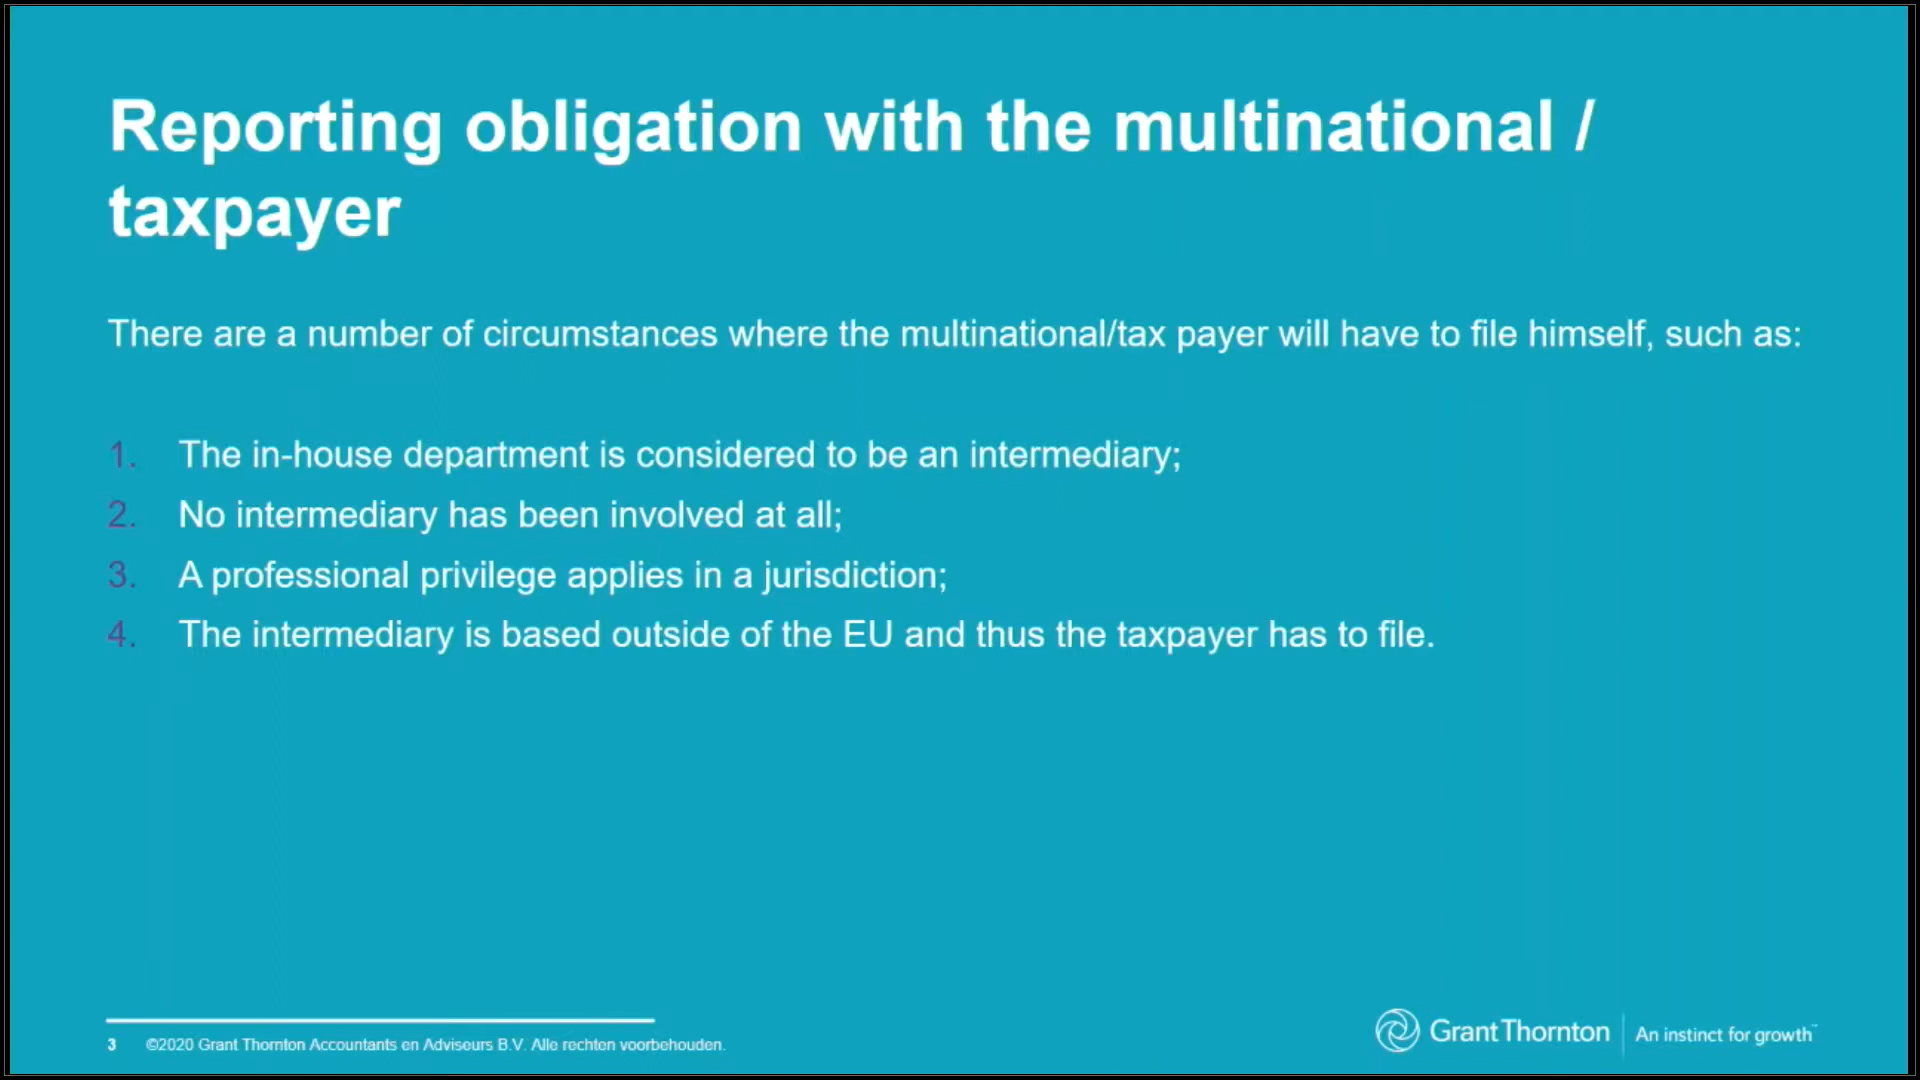 Reporting obligation with the multinational /
taxpayer
There are a number of circumstances where the multinational/tax payer will have to file himself, such as:
1. The in-house department is considered to be an intermediary;
2. No intermediary has been involved at all;
3. A professional privilege applies in a jurisdiction;
4. The intermediary is based outside of the EU and thus the taxpayer has to file.
3 ©2020 Grant Thornton Accountants en Adviseurs B.V. Alle rechten voorbehouden.
Grant Thornton An instinct for growth™